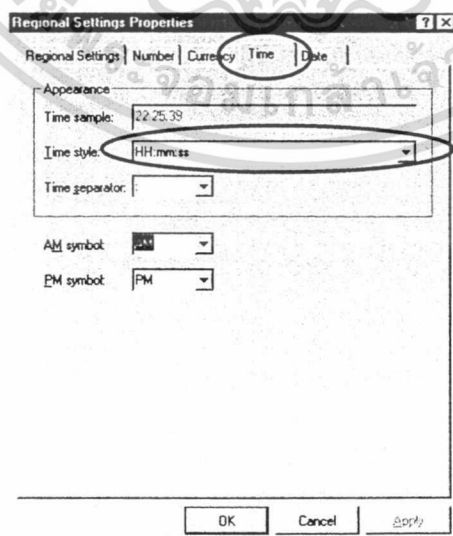 Regional Settings Properties ? ×
Regional Settings Number Currency Time Date
Appearance
Time sample: 22:25:39
Time style: HH:mm:ss
Time separator: :
AM symbol:
PM symbol: PM
OK Cancel Apply